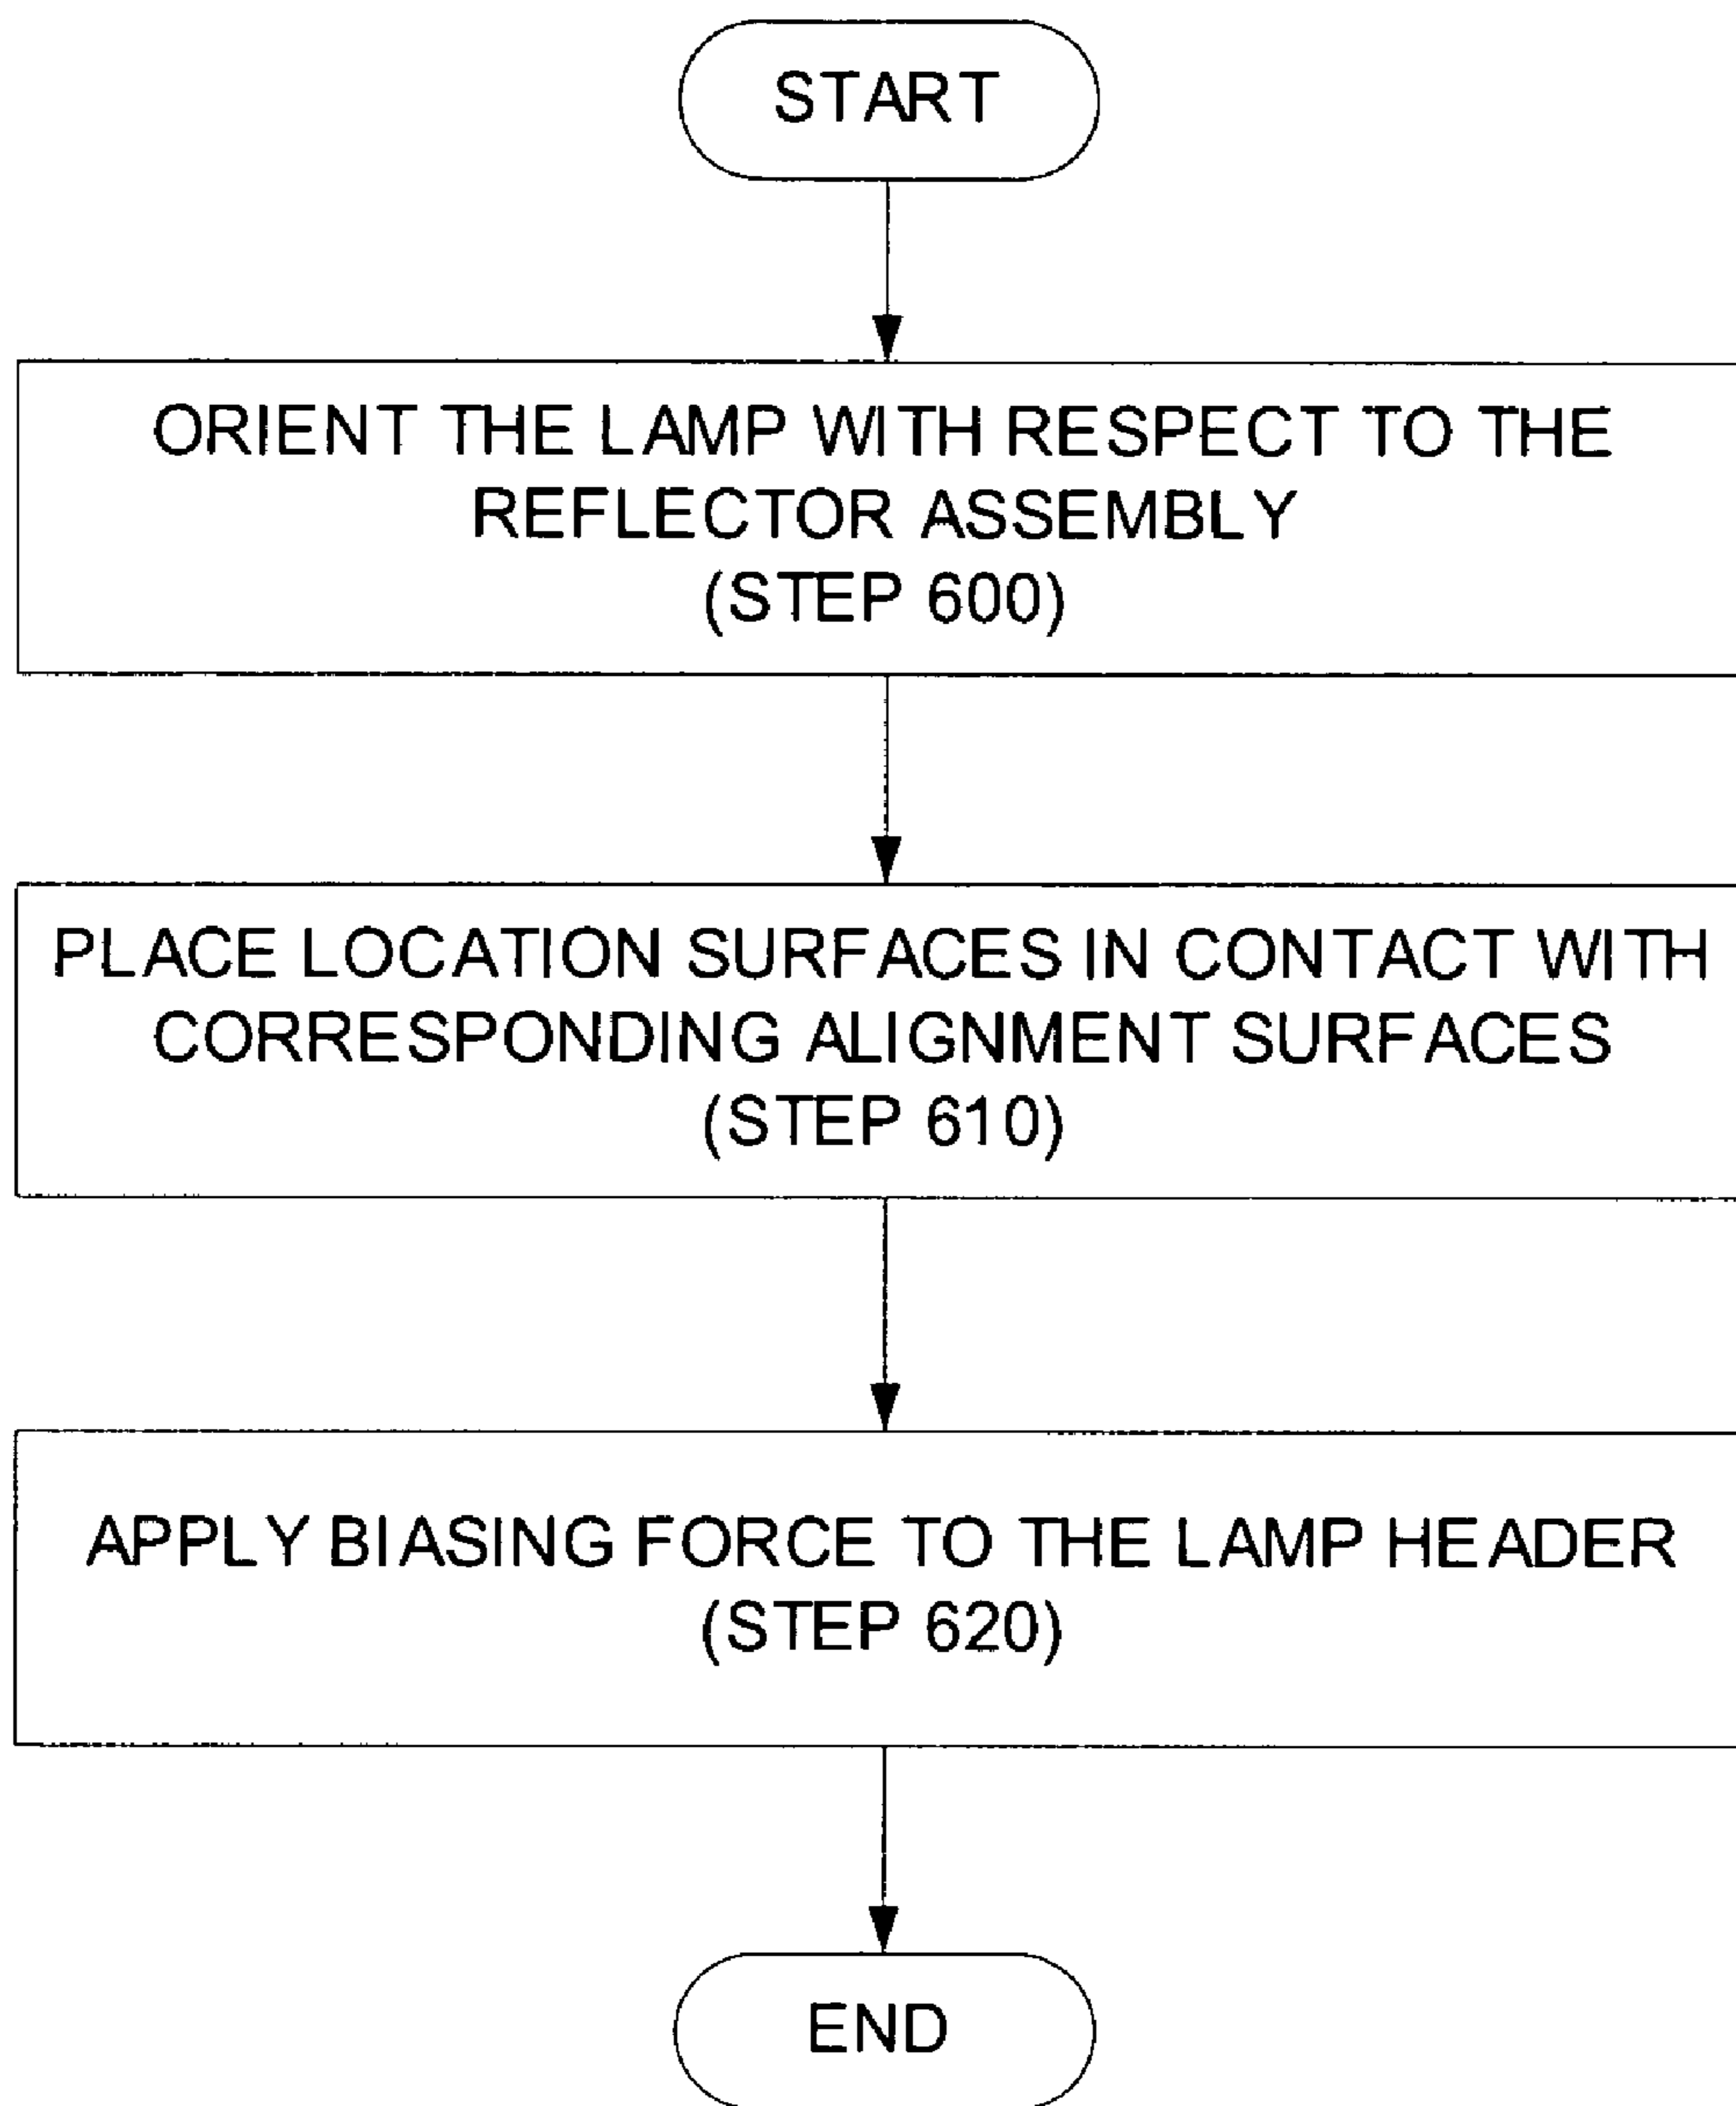 START
ORIENT THE LAMP WITH RESPECT TO THE
REFLECTOR ASSEMBLY
(STEP 600)
PLACE LOCATION SURFACES IN CONTACT WITH
CORRESPONDING ALIGNMENT SURFACES
(STEP 610)
APPLY BIASING FORCE TO THE LAMP HEADER
(STEP 620)
END